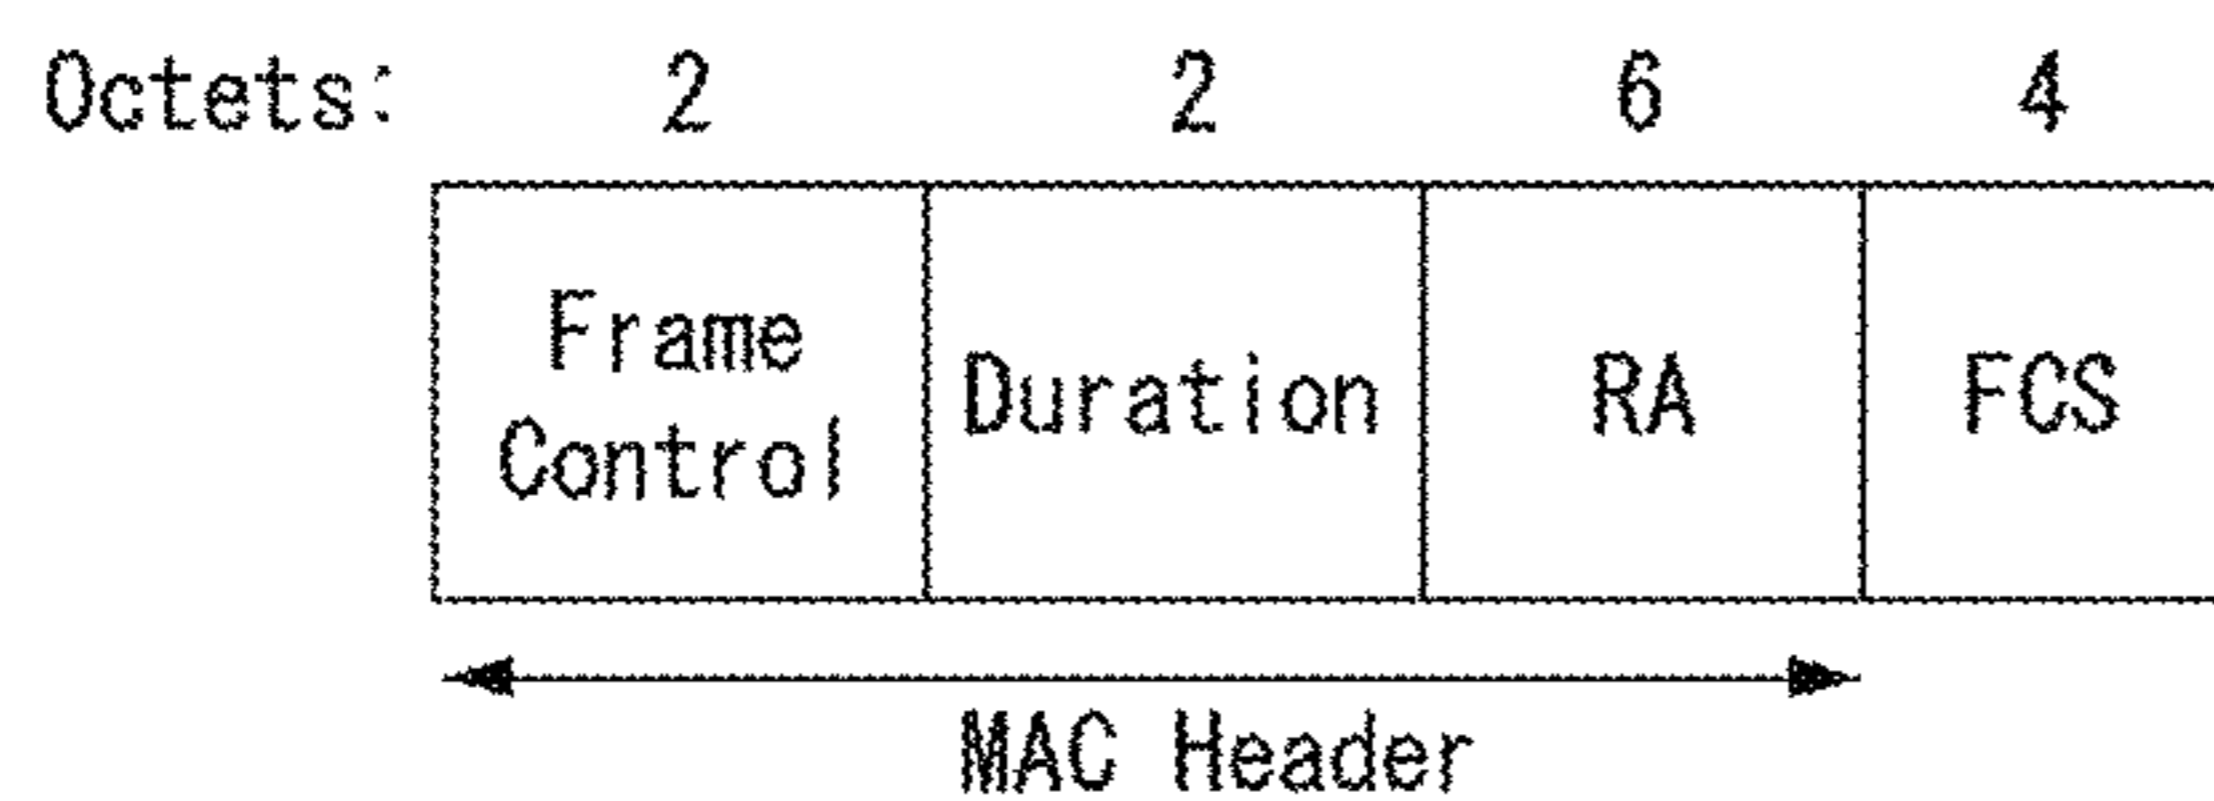 Octets: 2 2 6 4
Frame
Control
Duration
RA
FCS
MAC Header